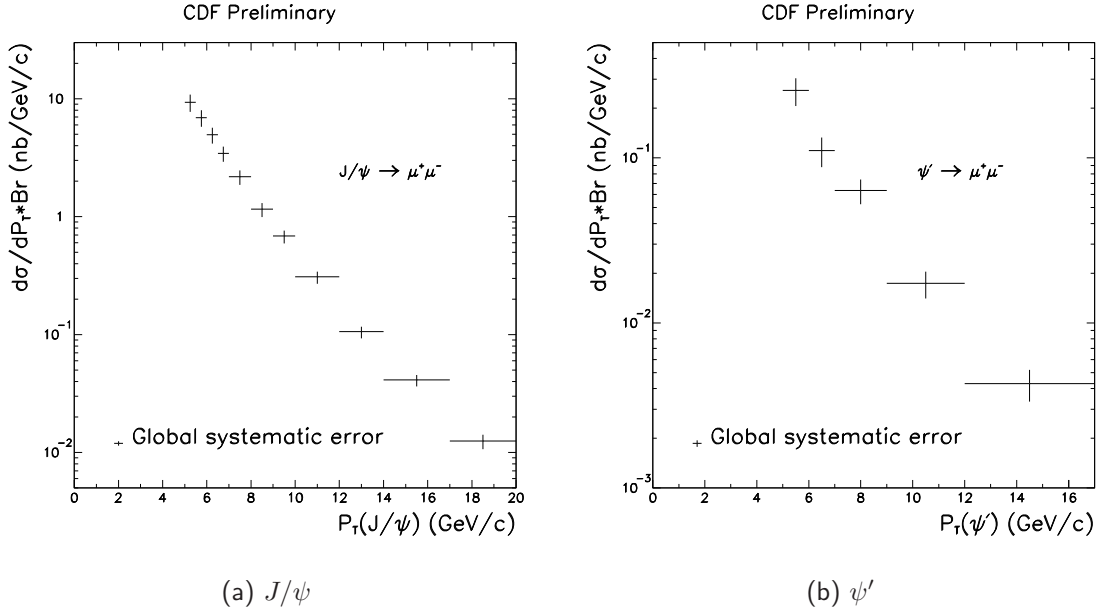 CDF Preliminary
dσ/dP_T*Br (nb/GeV/c)
10
1
10^-1
10^-2
J/ψ → μ⁺μ⁻
Global systematic error
0 2 4 6 8 10 12 14 16 18 20
P_T(J/ψ) (GeV/c)
(a) J/ψ
CDF Preliminary
dσ/dP_T*Br (nb/GeV/c)
10^-1
10^-2
10^-3
ψ′ → μ⁺μ⁻
Global systematic error
0 2 4 6 8 10 12 14 16
P_T(ψ′) (GeV/c)
(b) ψ′